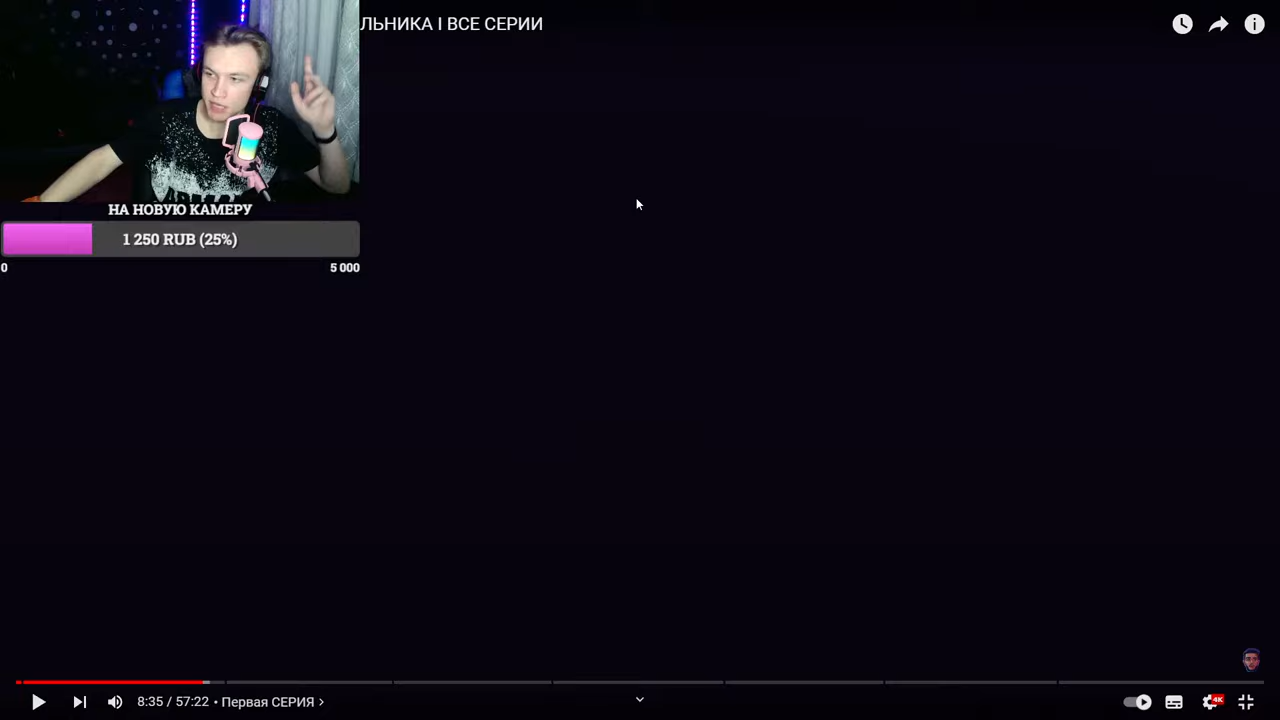 ЛЬНИКА I ВСЕ СЕРИИ
НА НОВУЮ КАМЕРУ
1 250 RUB (25%)
0 5 000
8:35 / 57:22 • Первая СЕРИЯ
4K